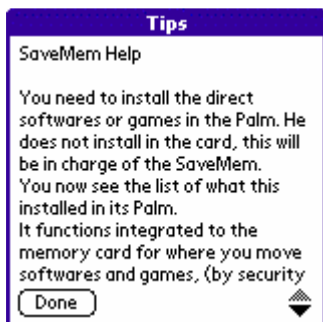 Tips
SaveMem Help
You need to install the direct
softwares or games in the Palm. He
does not install in the card, this will
be in charge of the SaveMem.
You now see the list of what this
installed in its Palm.
It functions integrated to the
memory card for where you move
softwares and games, (by security
Done